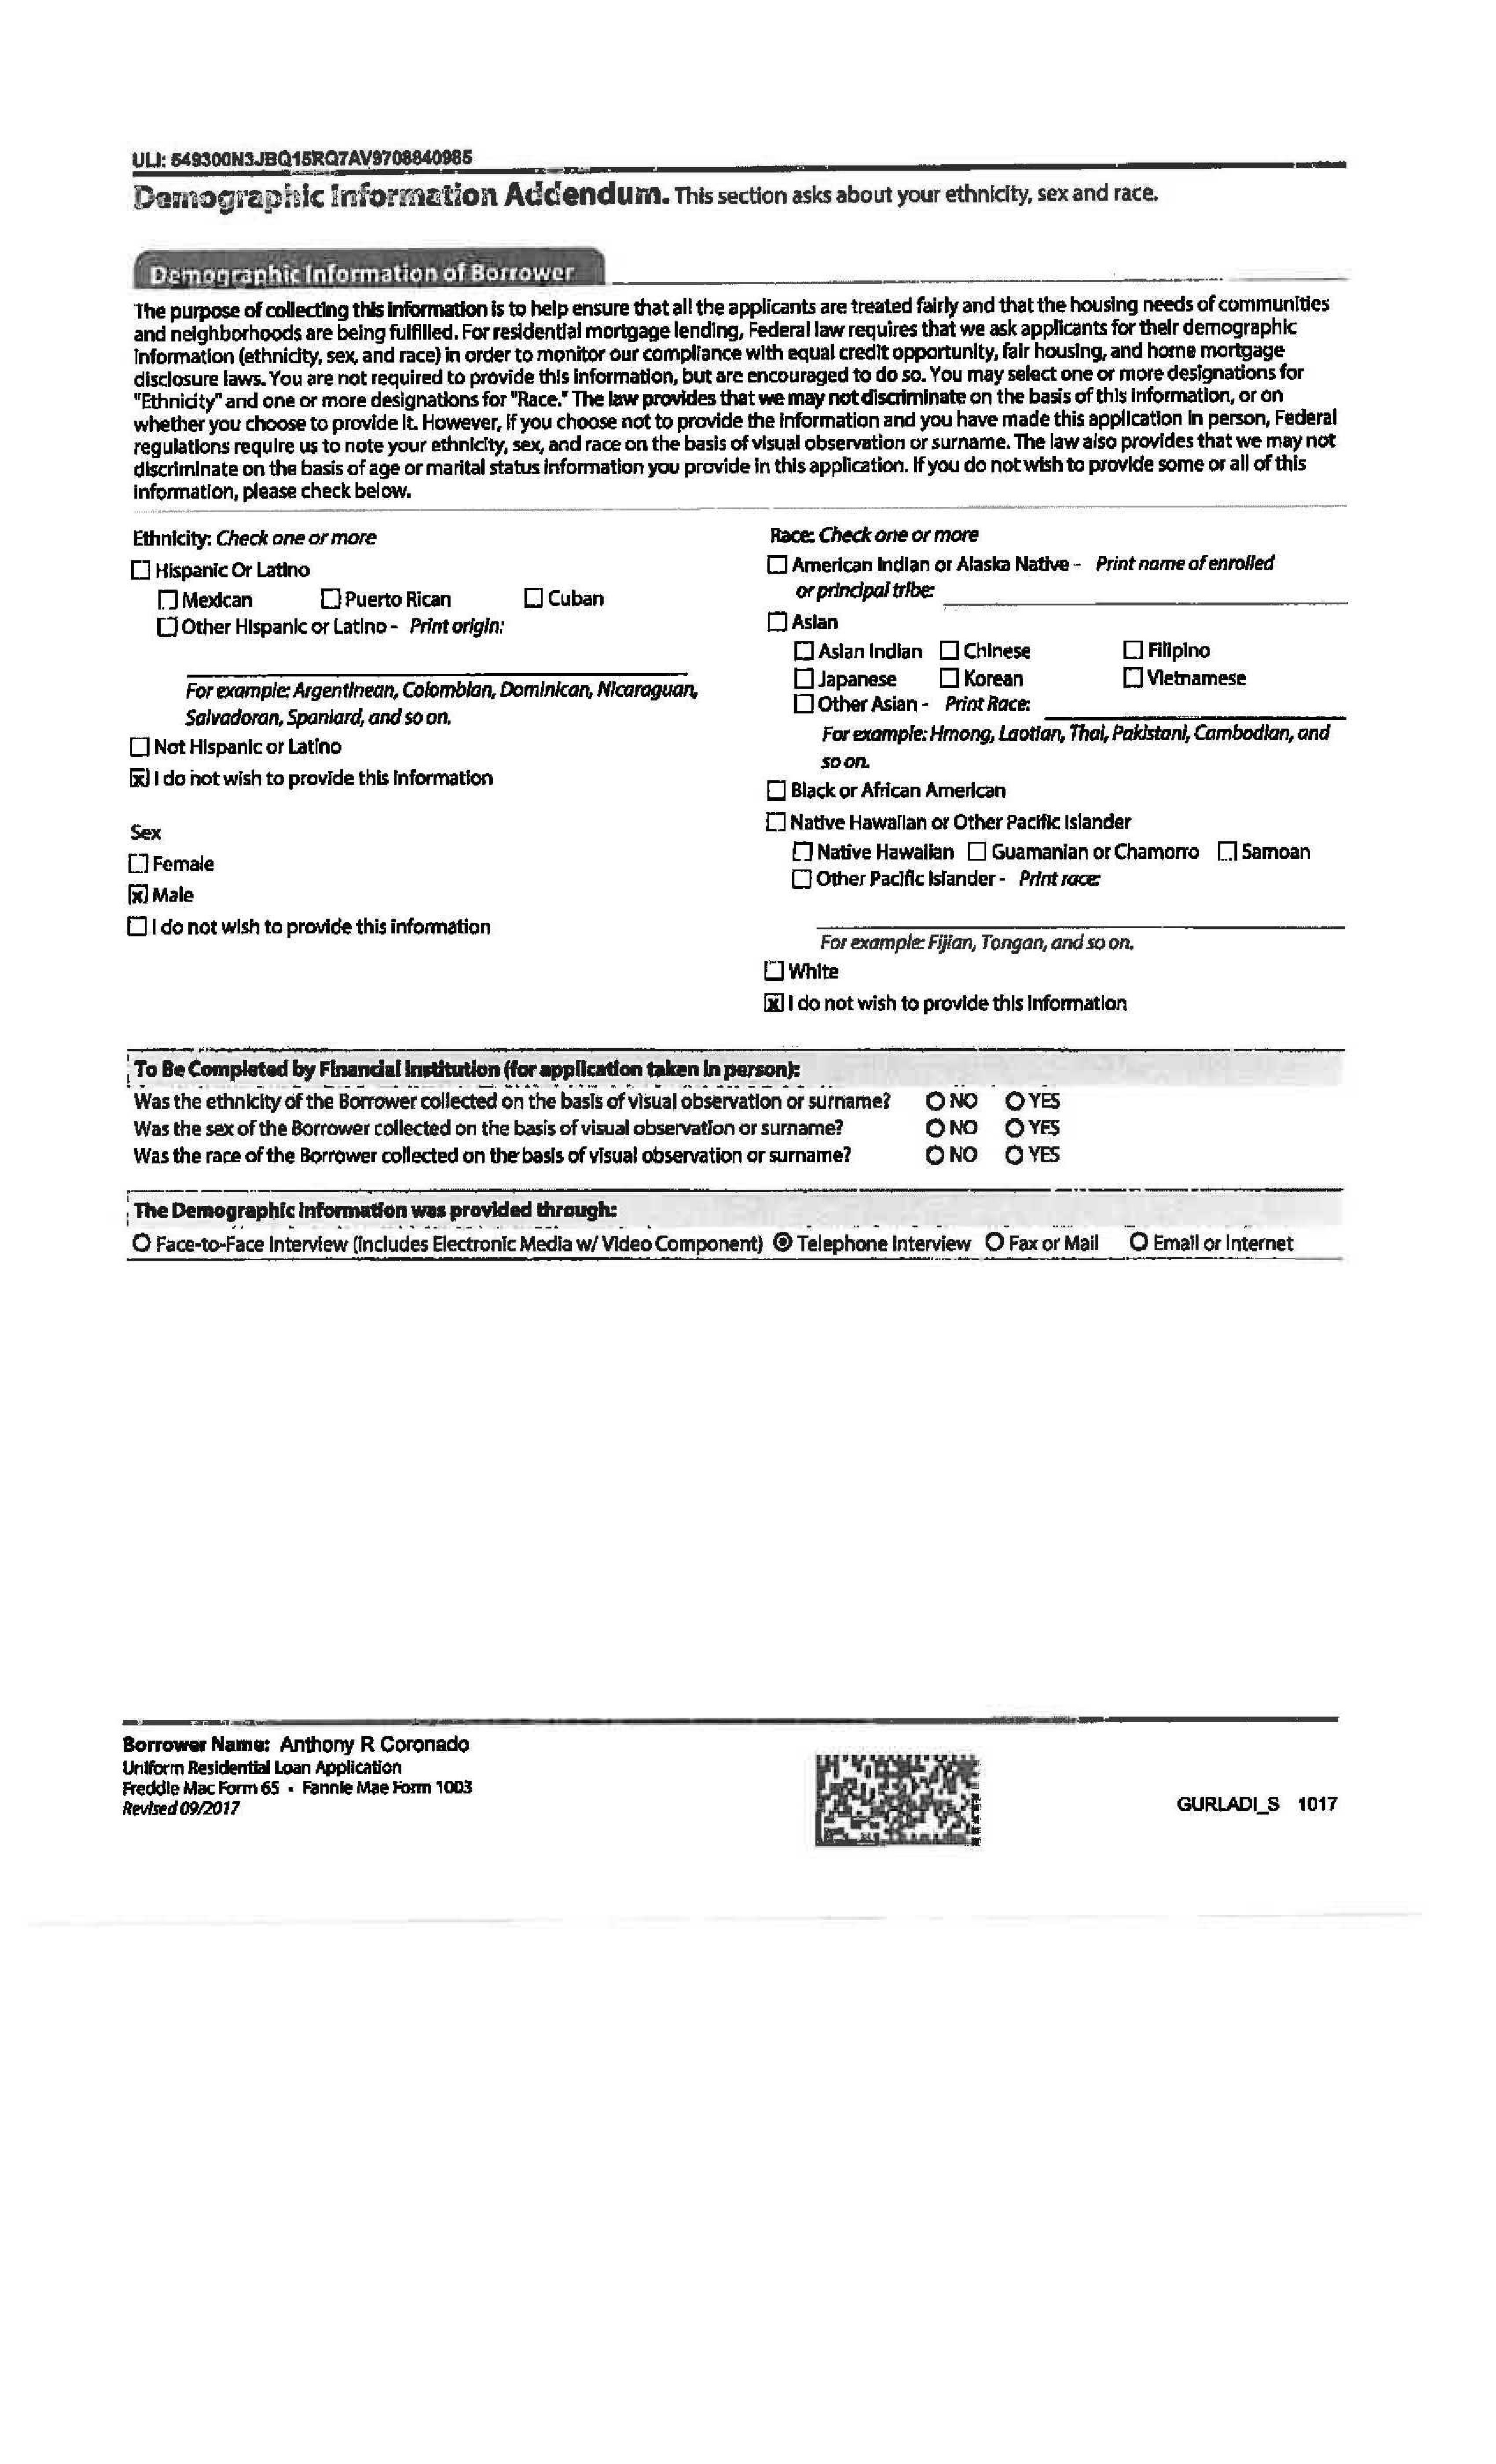 ULI: 549300N3JBQ15RQ7AV9708840985
Demographic Information Addendum. This section asks about your ethnicity, sex and race.
Demographic Information of Borrower
The purpose of collecting this information is to help ensure that all the applicants are treated fairly and that the housing needs of communities
and neighborhoods are being fulfilled. For residential mortgage lending, Federal law requires that we ask applicants for their demographic
information (ethnicity, sex, and race) in order to monitor our compliance with equal credit opportunity, fair housing, and home mortgage
disclosure laws. You are not required to provide this information, but are encouraged to do so. You may select one or more designations for
"Ethnicity" and one or more designations for "Race." The law provides that we may not discriminate on the basis of this information, or on
whether you choose to provide it. However, if you choose not to provide the information and you have made this application in person, Federal
regulations require us to note your ethnicity, sex, and race on the basis of visual observation or surname. The law also provides that we may not
discriminate on the basis of age or marital status information you provide in this application. If you do not wish to provide some or all of this
information, please check below.
Ethnicity: Check one or more
Hispanic Or Latino
Mexican Puerto Rican Cuban
Other Hispanic or Latino - Print origin:
For example: Argentinean, Colombian, Dominican, Nicaraguan,
Salvadoran, Spaniard, and so on.
Not Hispanic or Latino
x I do not wish to provide this information
Sex
Female
x Male
I do not wish to provide this information
Race: Check one or more
American Indian or Alaska Native - Print name of enrolled
or principal tribe:
Asian
Asian Indian Chinese Filipino
Japanese Korean Vietnamese
Other Asian - Print Race:
For example: Hmong, Laotian, Thai, Pakistani, Cambodian, and
so on.
Black or African American
Native Hawaiian or Other Pacific Islander
Native Hawaiian Guamanian or Chamorro Samoan
Other Pacific Islander - Print race:
For example: Fijian, Tongan, and so on.
White
x I do not wish to provide this information
To Be Completed by Financial Institution (for application taken in person):
Was the ethnicity of the Borrower collected on the basis of visual observation or surname? NO YES
Was the sex of the Borrower collected on the basis of visual observation or surname? NO YES
Was the race of the Borrower collected on the basis of visual observation or surname? NO YES
The Demographic Information was provided through:
Face-to-Face Interview (Includes Electronic Media w/ Video Component) Telephone Interview Fax or Mail Email or Internet
Borrower Name: Anthony R Coronado
Uniform Residential Loan Application
Freddie Mac Form 65 • Fannie Mae Form 1003
Revised 09/2017
GURLADI_S 1017